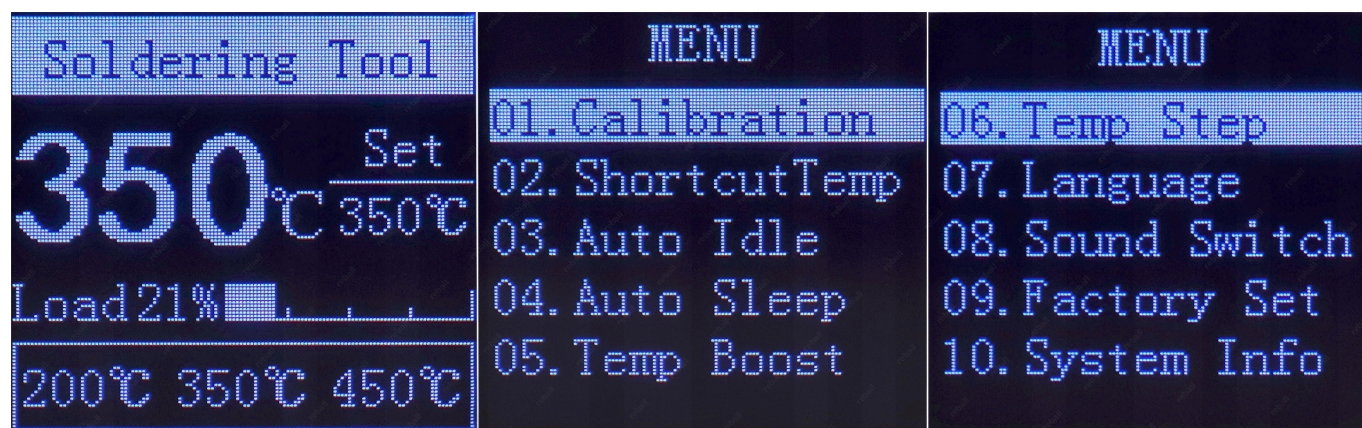 Soldering Tool
350℃
Set
350℃
Load 21%
200℃ 350℃ 450℃
MENU
01.Calibration
02.ShortcutTemp
03.Auto Idle
04.Auto Sleep
05.Temp Boost
MENU
06.Temp Step
07.Language
08.Sound Switch
09.Factory Set
10.System Info